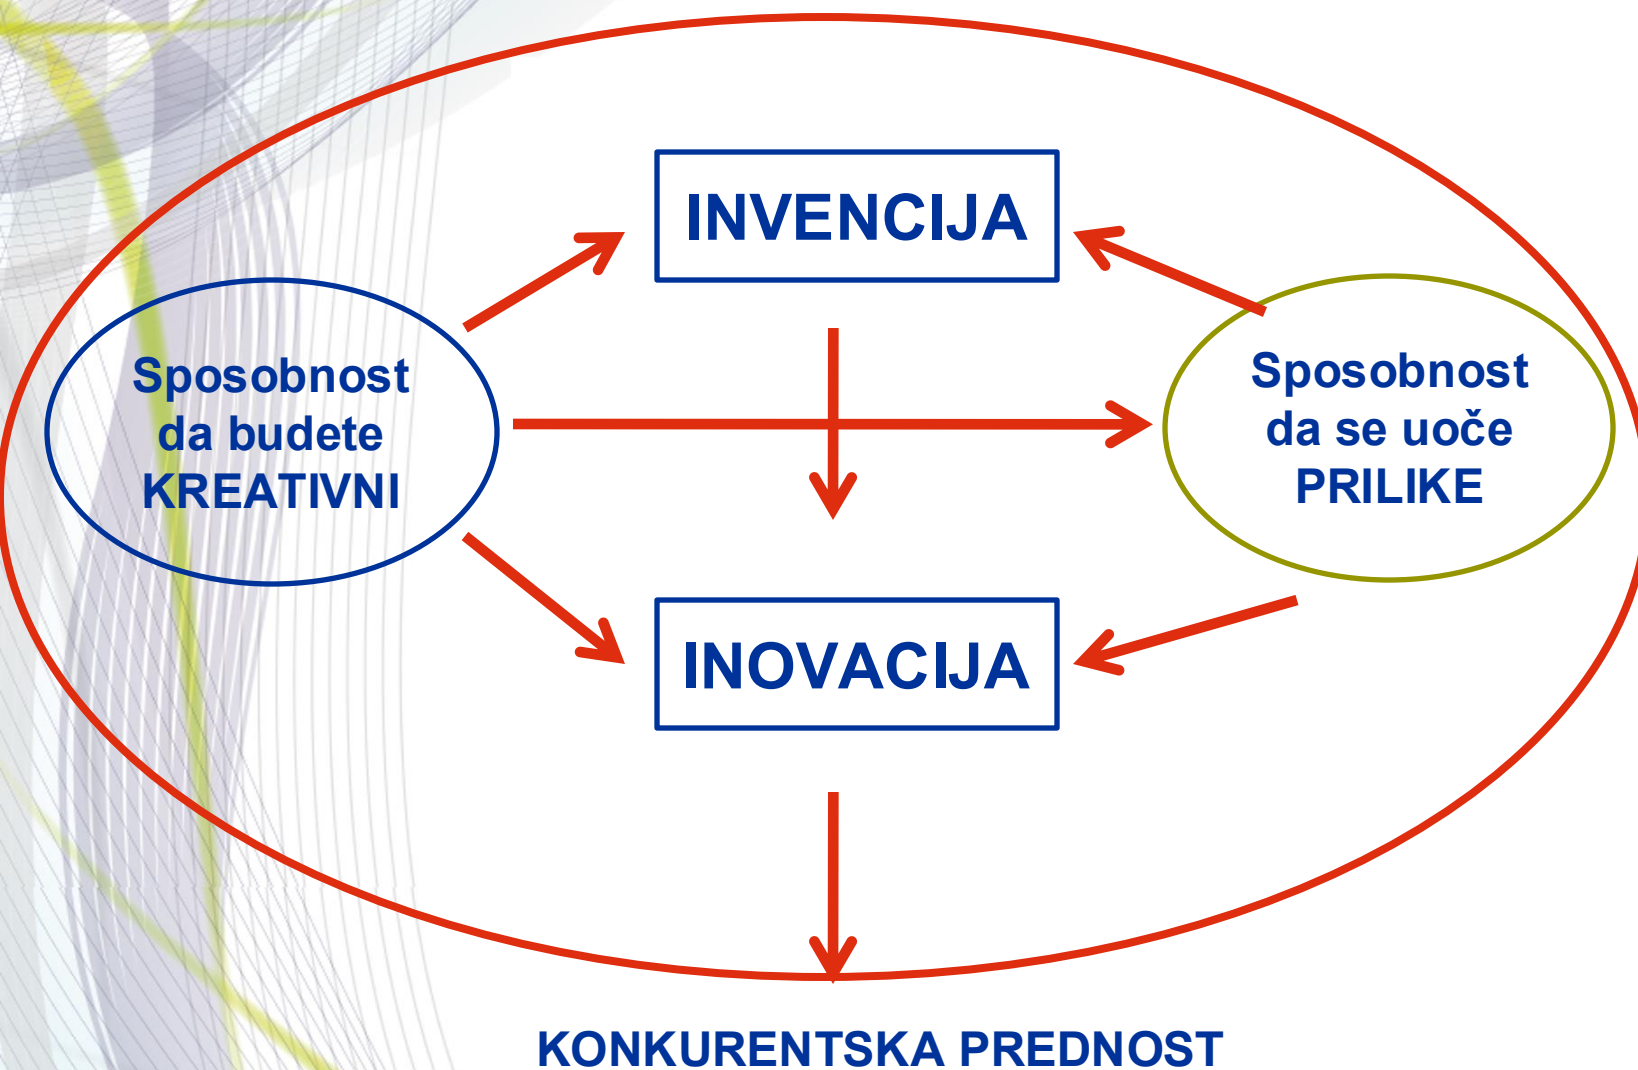 INVENCIJA
Sposobnost
da budete
KREATIVNI
Sposobnost
da se uoče
PRILIKE
INOVACIJA
KONKURENTSKA PREDNOST